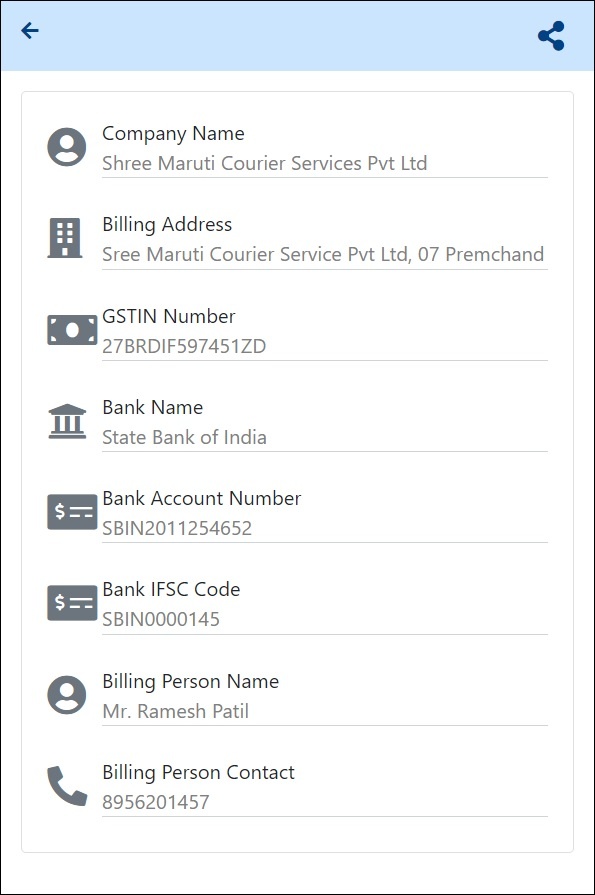 Company Name
Shree Maruti Courier Services Pvt Ltd
Billing Address
Sree Maruti Courier Service Pvt Ltd, 07 Premchand
GSTIN Number
27BRDIF597451ZD
Bank Name
State Bank of India
Bank Account Number
SBIN2011254652
Bank IFSC Code
SBIN0000145
Billing Person Name
Mr. Ramesh Patil
Billing Person Contact
8956201457